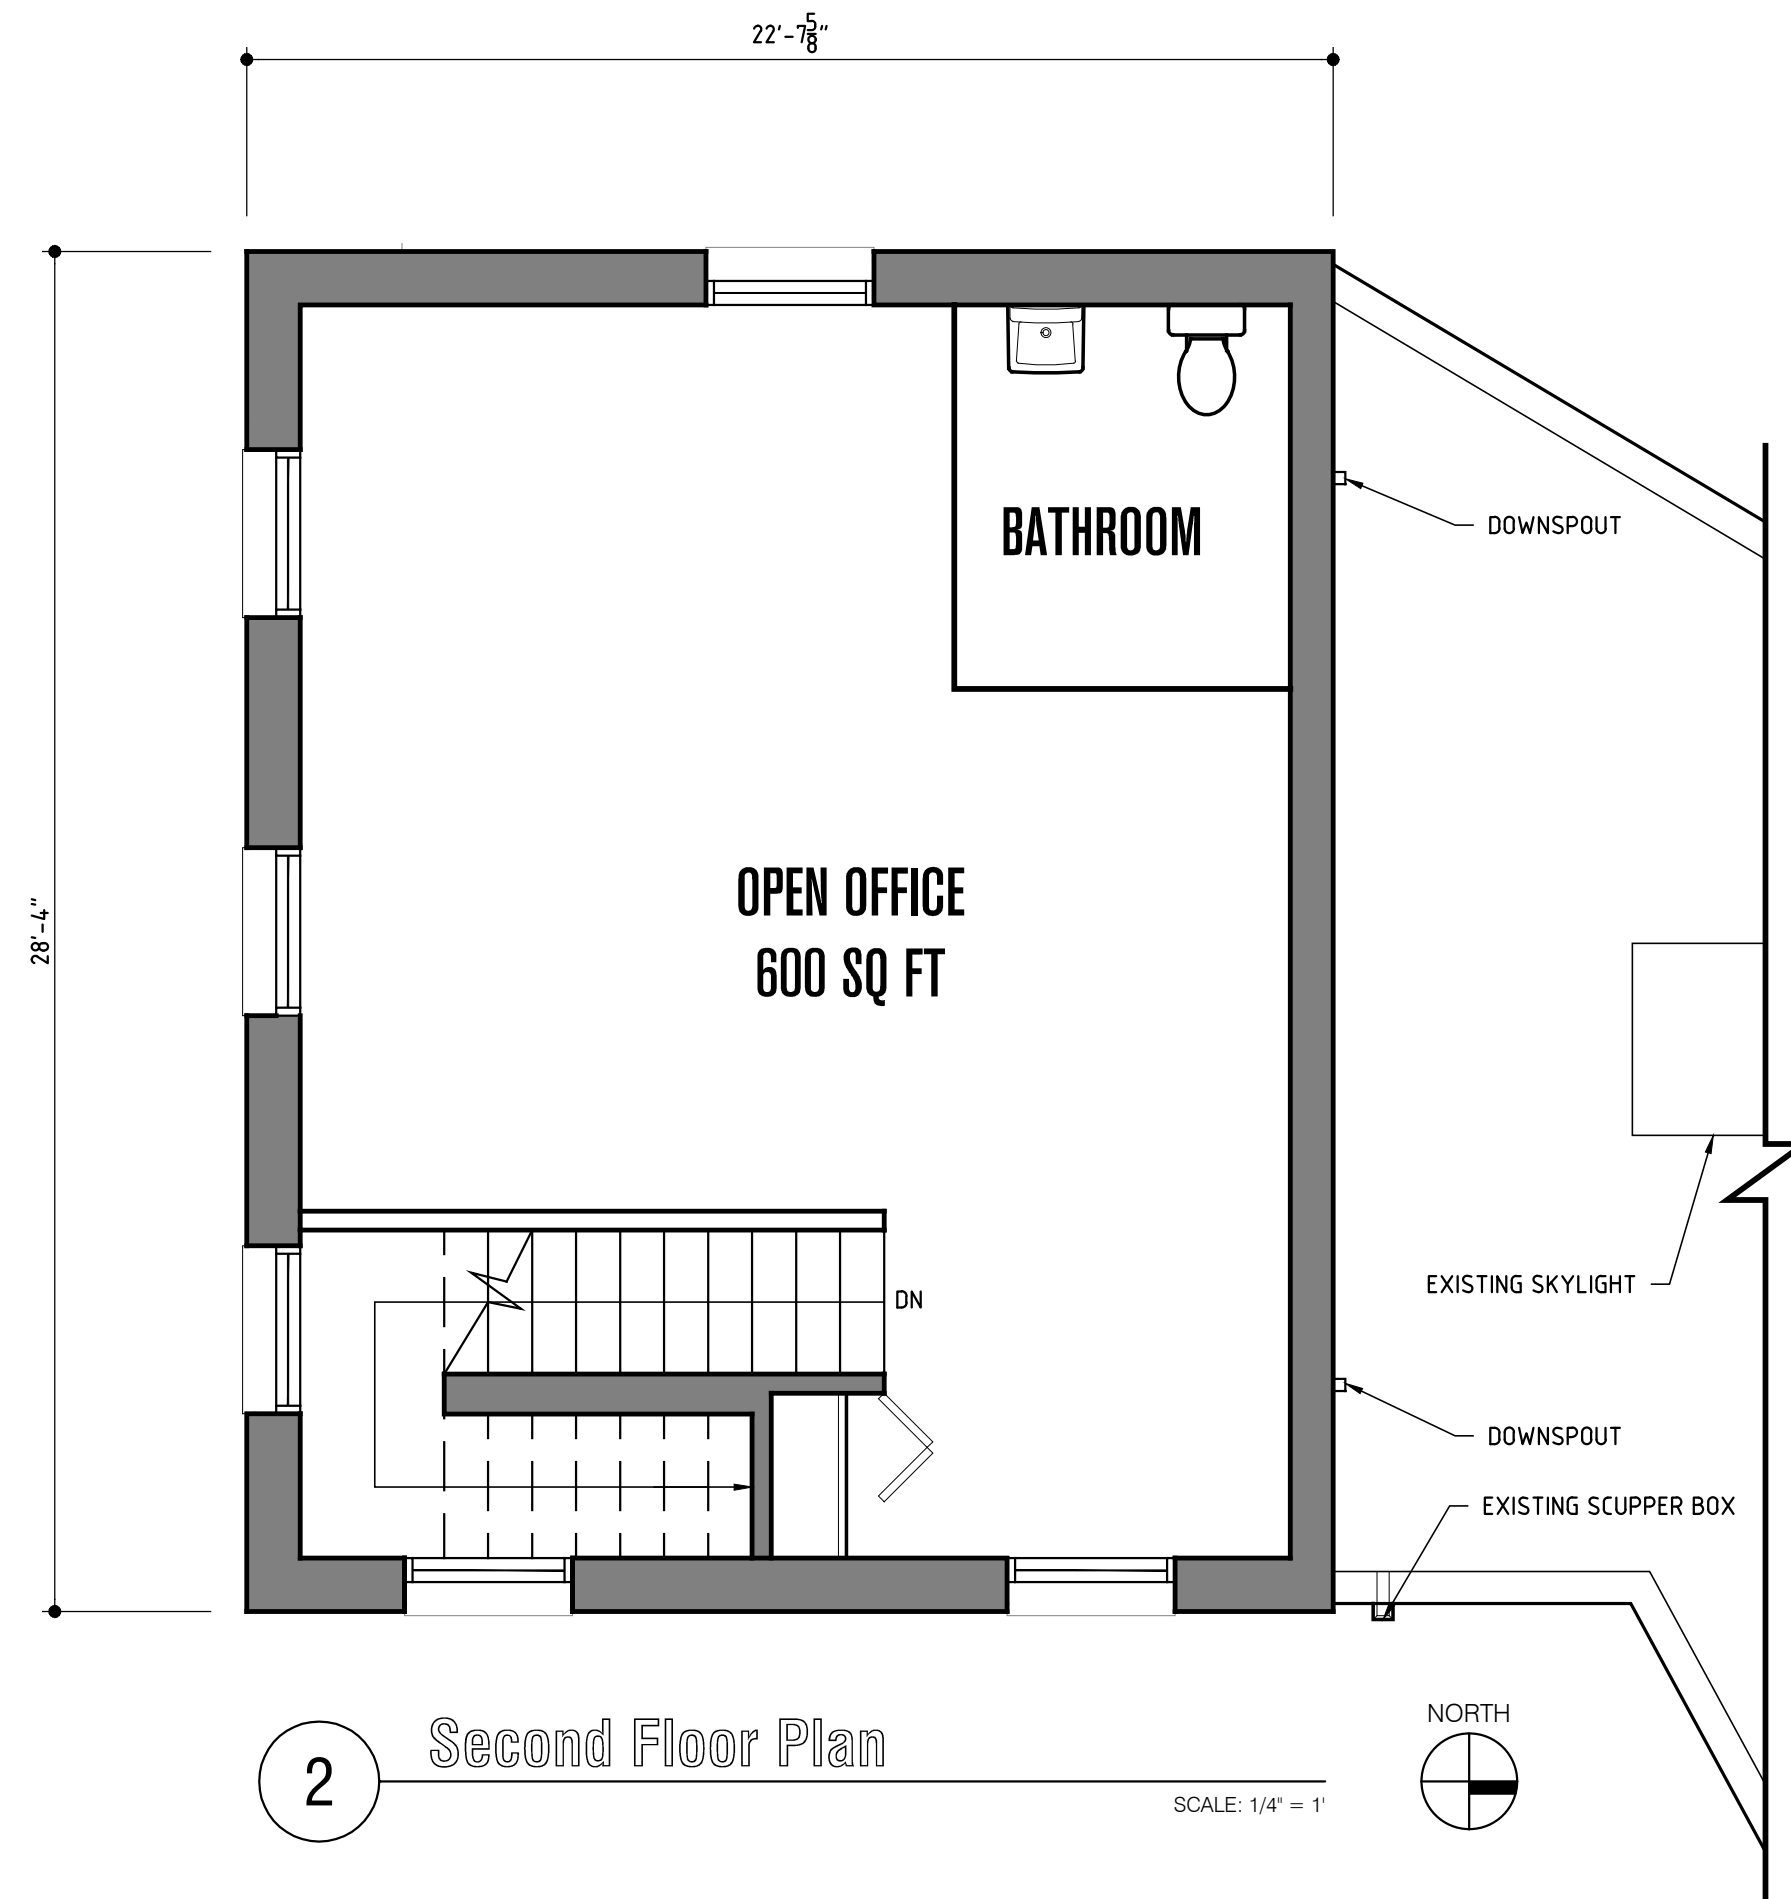 22'-7 5/8"
BATHROOM
DOWNSPOUT
28'-4"
OPEN OFFICE
600 SQ FT
EXISTING SKYLIGHT
DN
DOWNSPOUT
EXISTING SCUPPER BOX
NORTH
2
Second Floor Plan
SCALE: 1/4" = 1'